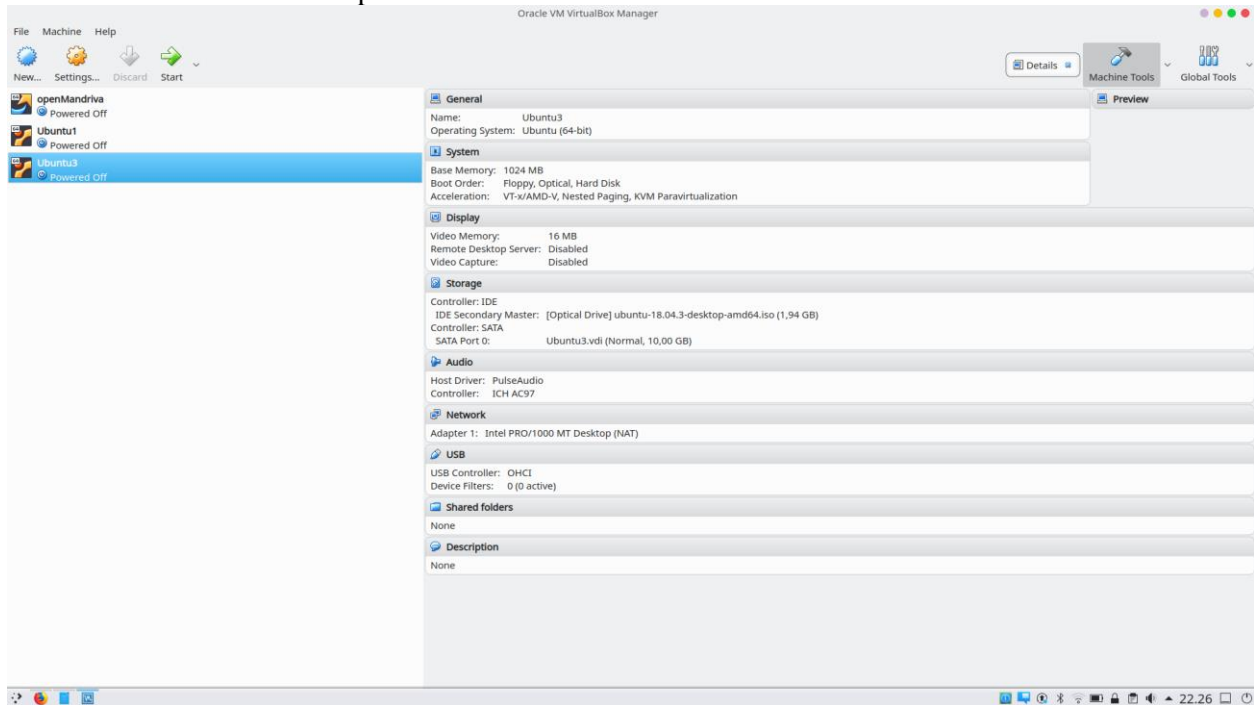 Oracle VM VirtualBox Manager
File Machine Help
New... Settings... Discard Start
Details Machine Tools Global Tools
openMandriva
Powered Off
Ubuntu1
Powered Off
Ubuntu3
Powered Off
General
Name: Ubuntu3
Operating System: Ubuntu (64-bit)
Preview
System
Base Memory: 1024 MB
Boot Order: Floppy, Optical, Hard Disk
Acceleration: VT-x/AMD-V, Nested Paging, KVM Paravirtualization
Display
Video Memory: 16 MB
Remote Desktop Server: Disabled
Video Capture: Disabled
Storage
Controller: IDE
IDE Secondary Master: [Optical Drive] ubuntu-18.04.3-desktop-amd64.iso (1,94 GB)
Controller: SATA
SATA Port 0: Ubuntu3.vdi (Normal, 10,00 GB)
Audio
Host Driver: PulseAudio
Controller: ICH AC97
Network
Adapter 1: Intel PRO/1000 MT Desktop (NAT)
USB
USB Controller: OHCI
Device Filters: 0 (0 active)
Shared folders
None
Description
None
22.26